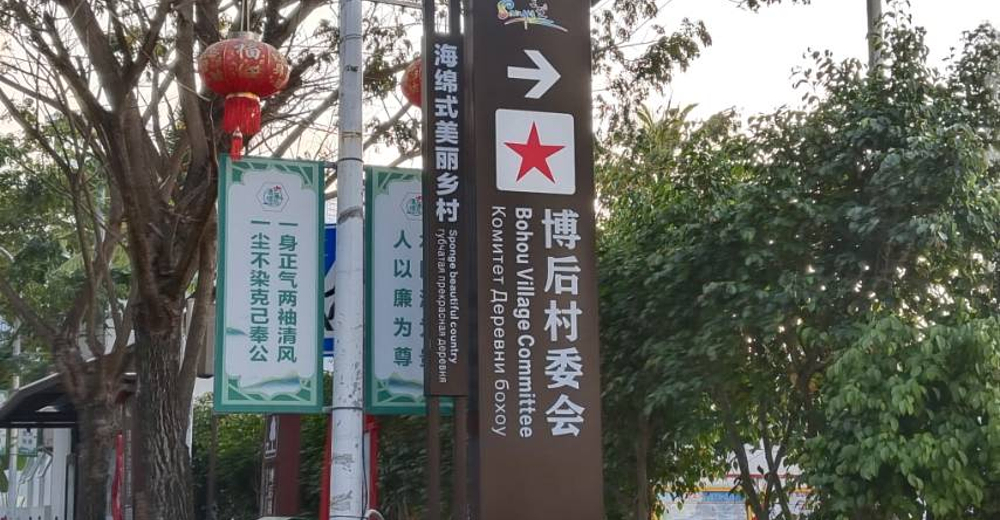 福
一身正气两袖清风
一尘不染克己奉公
人以廉为尊
海绵式美丽乡村
Sponge beautiful country
губчатая прекрасная деревня
博后村委会
Bohou Village Committee
Комитет Деревни бохоу